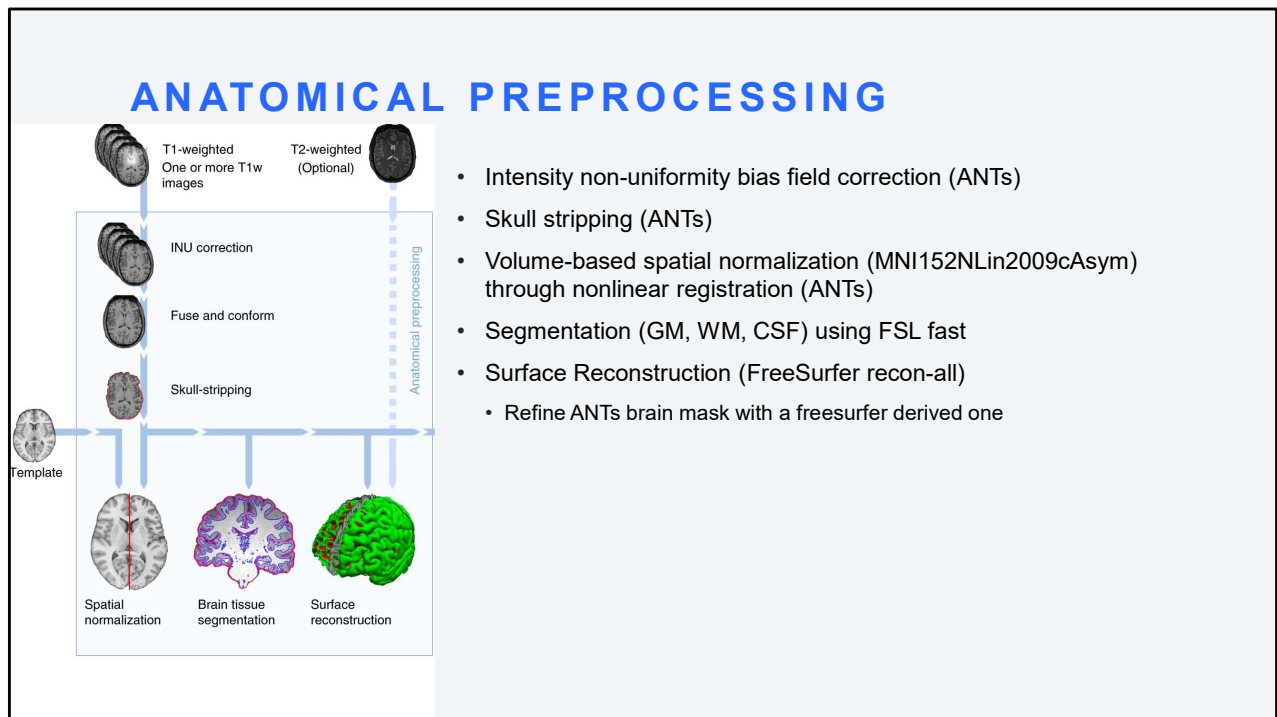 ANATOMICAL PREPROCESSING
T1-weighted
One or more T1w
images
T2-weighted
(Optional)
INU correction
Fuse and conform
Skull-stripping
Anatomical preprocessing
Template
Spatial
normalization
Brain tissue
segmentation
Surface
reconstruction
• Intensity non-uniformity bias field correction (ANTs)
• Skull stripping (ANTs)
• Volume-based spatial normalization (MNI152NLin2009cAsym)
through nonlinear registration (ANTs)
• Segmentation (GM, WM, CSF) using FSL fast
• Surface Reconstruction (FreeSurfer recon-all)
• Refine ANTs brain mask with a freesurfer derived one